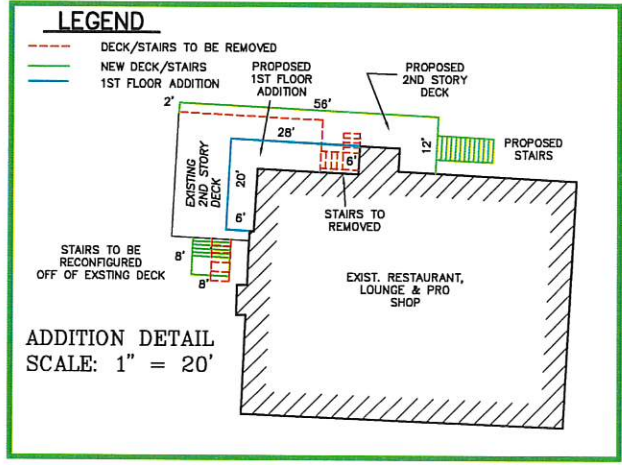 LEGEND
DECK/STAIRS TO BE REMOVED
NEW DECK/STAIRS
1ST FLOOR ADDITION
PROPOSED
1ST FLOOR
ADDITION
PROPOSED
2ND STORY
DECK
2'
56'
28'
12'
PROPOSED
STAIRS
6'
EXISTING
2ND STORY
DECK
20'
6'
STAIRS TO
REMOVED
STAIRS TO BE
RECONFIGURED
OFF OF EXSTING DECK
8'
8'
EXIST. RESTAURANT,
LOUNGE & PRO
SHOP
ADDITION DETAIL
SCALE: 1" = 20'